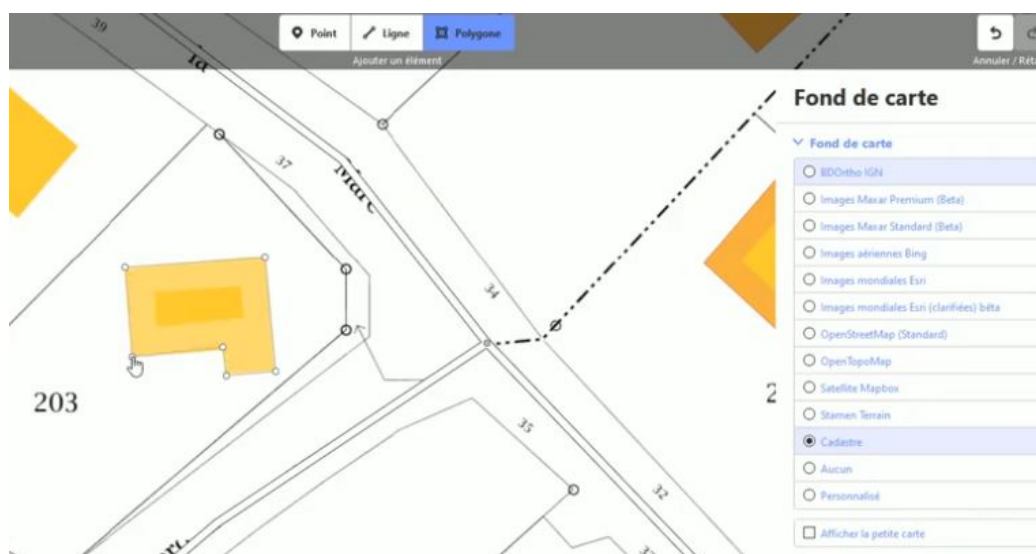 Point
Ligne
Polygone
Ajouter un élément
Annuler / Réta
39
37
34
203
2
35
32
Fond de carte
Fond de carte
BDOrtho IGN
Images Maxar Premium (Beta)
Images Maxar Standard (Beta)
Images aériennes Bing
Images mondiales Esri
Images mondiales Esri (clarifiées) bêta
OpenStreetMap (Standard)
OpenTopoMap
Satellite Mapbox
Stamen Terrain
Cadastre
Aucun
Personnalisé
Afficher la petite carte